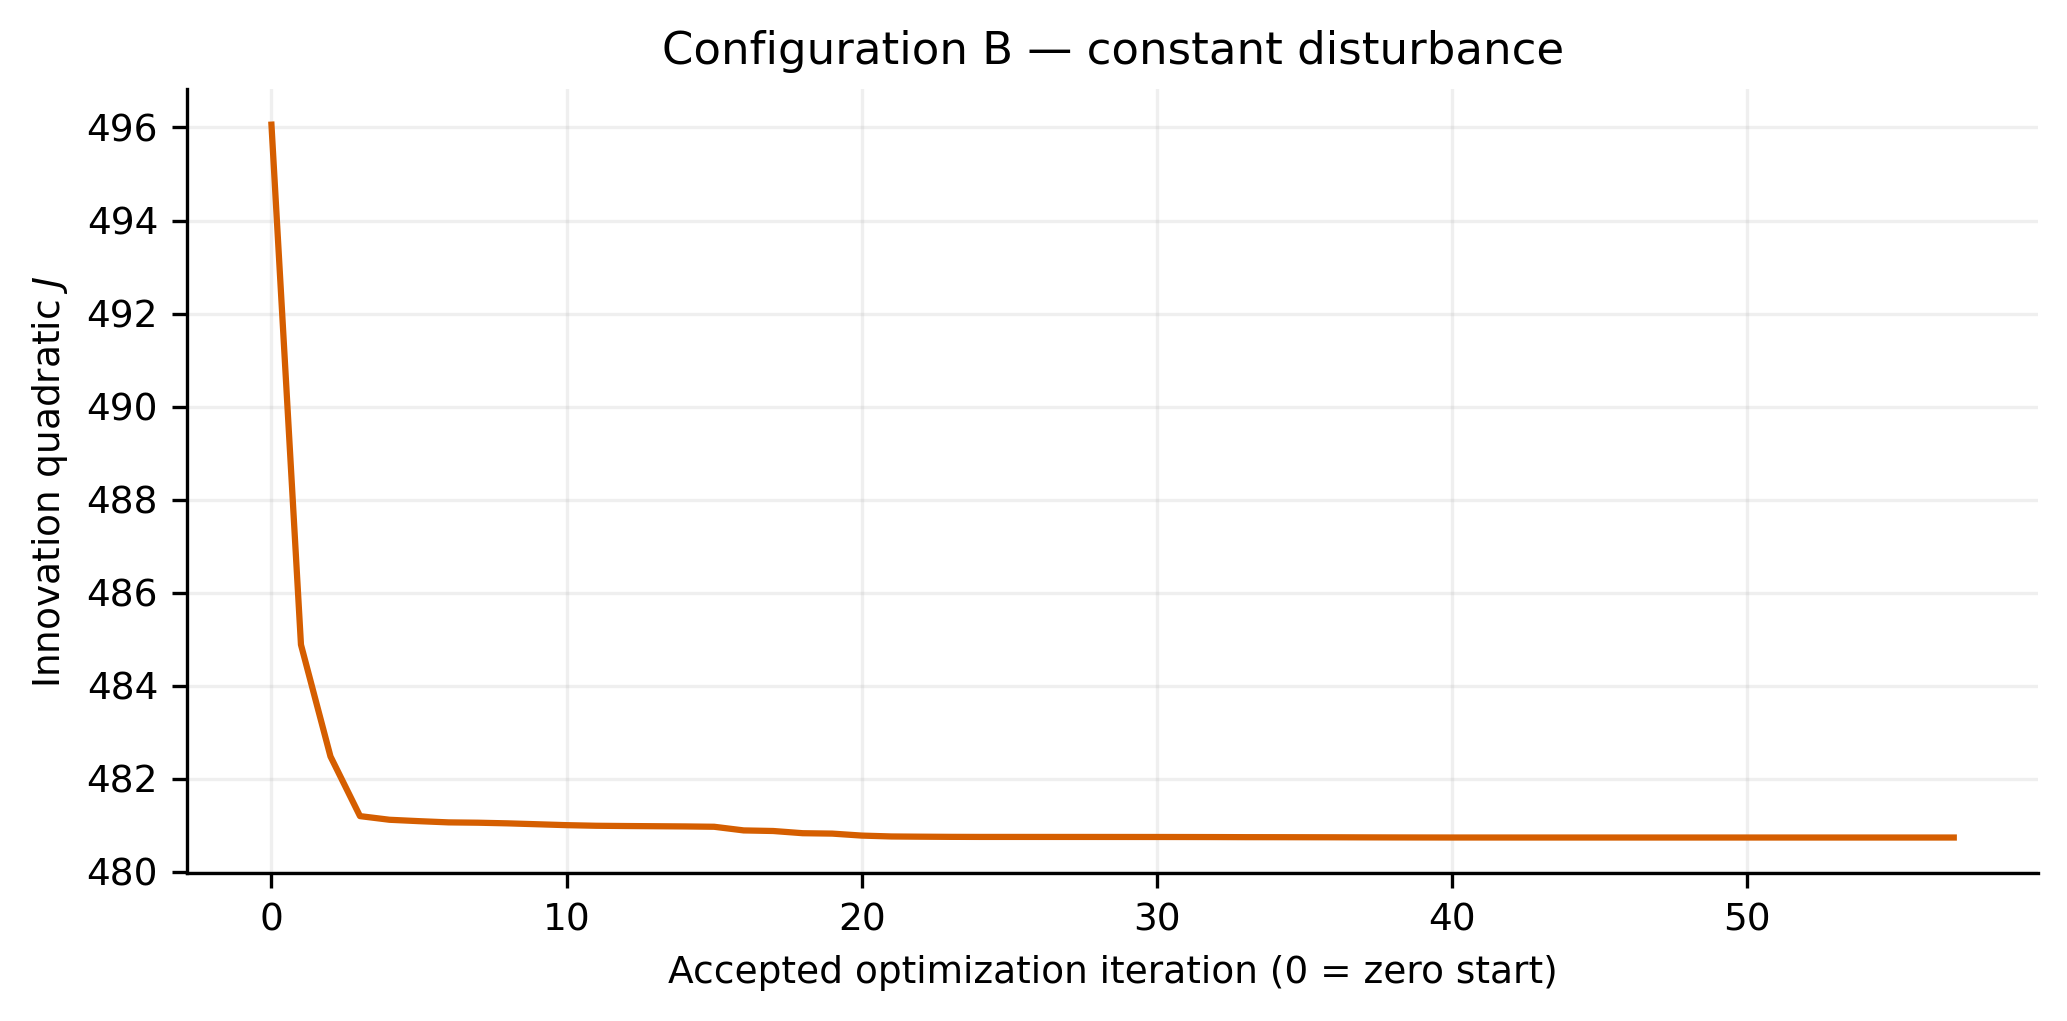 Configuration B — constant disturbance
Innovation quadratic J
496
494
492
490
488
486
484
482
480
0 10 20 30 40 50
Accepted optimization iteration (0 = zero start)